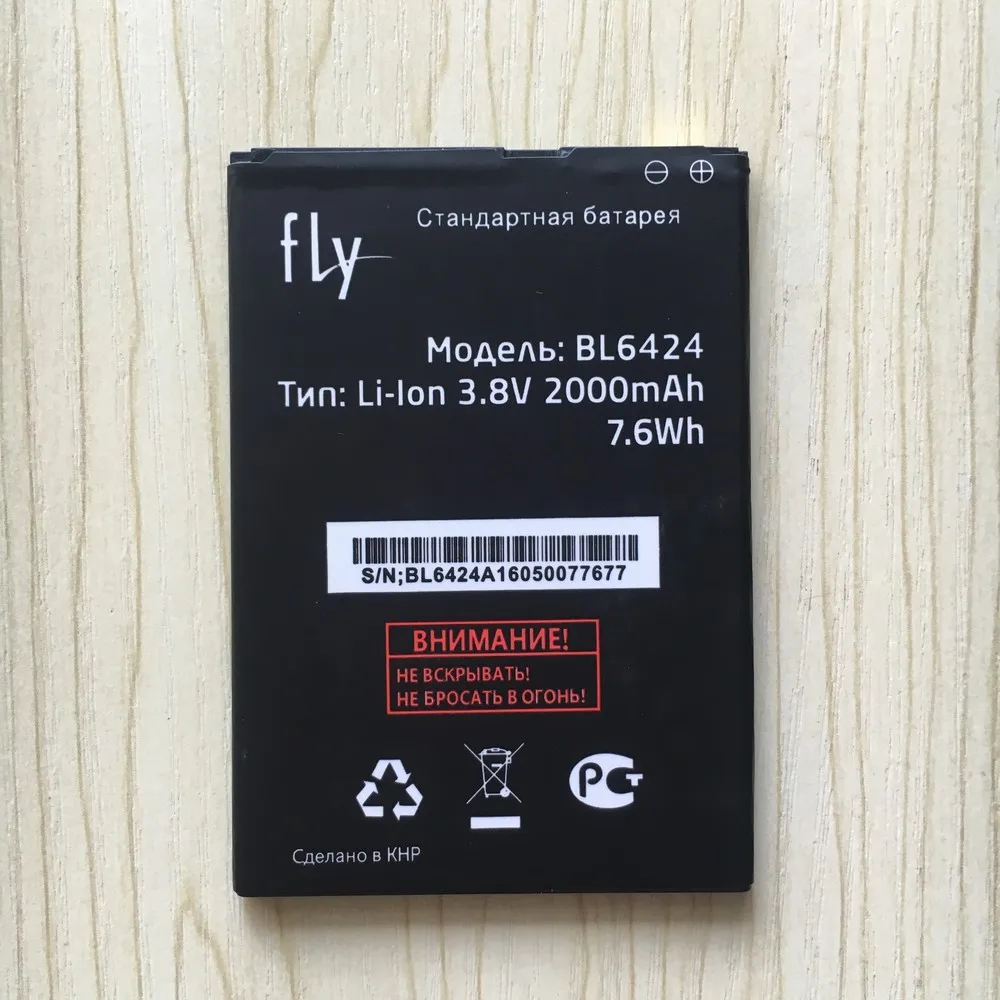 Стандартная батарея
fly
Модель: BL6424
Тип: Li-Ion 3.8V 2000mAh
7.6Wh
S/N;BL6424A16050077677
ВНИМАНИЕ!
НЕ ВСКРЫВАТЬ!
НЕ БРОСАТЬ В ОГОНЬ!
РСТ
Сделано в КНР